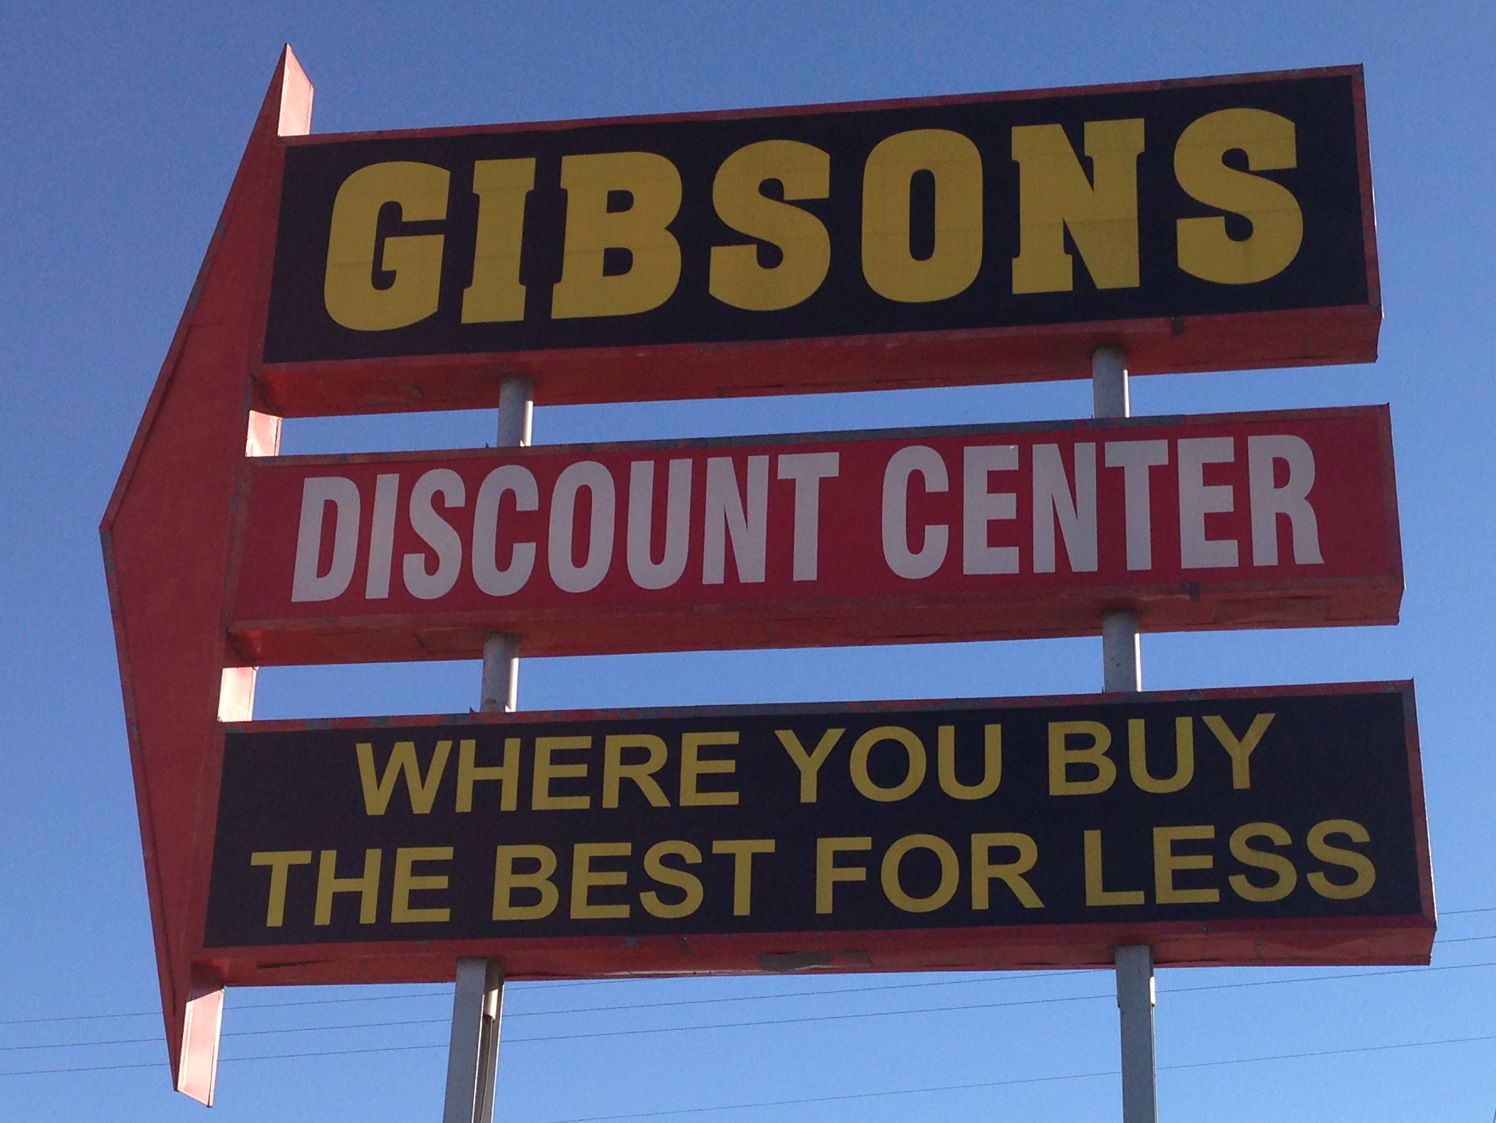 GIBSONS
DISCOUNT CENTER
WHERE YOU BUY
THE BEST FOR LESS